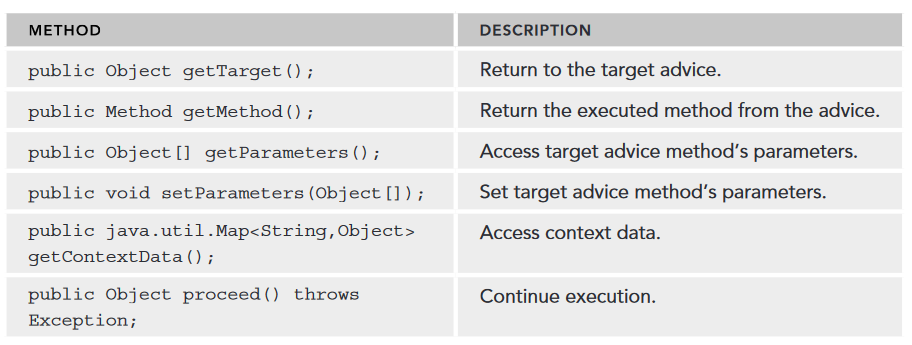 METHOD DESCRIPTION
public Object getTarget(); Return to the target advice.
public Method getMethod(); Return the executed method from the advice.
public Object[] getParameters(); Access target advice method's parameters.
public void setParameters(Object[]); Set target advice method's parameters.
public java.util.Map<String,Object> Access context data.
getContextData();
public Object proceed() throws Continue execution.
Exception;